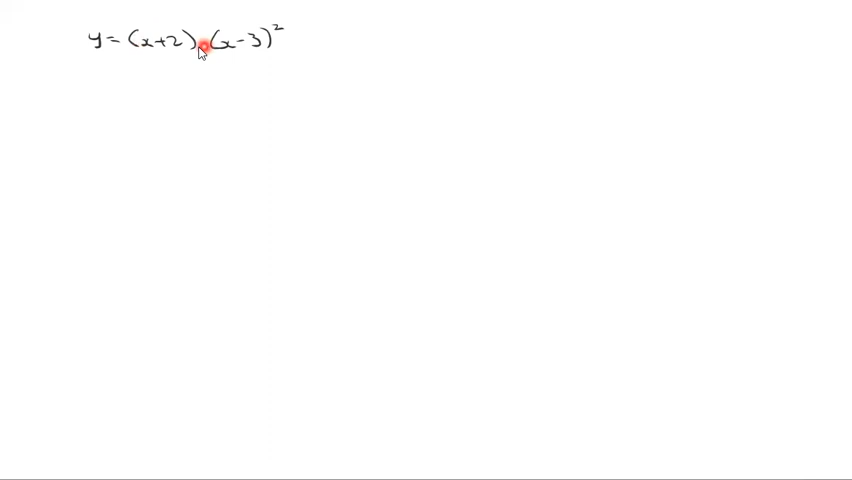 y = (x+2) (x-3)²